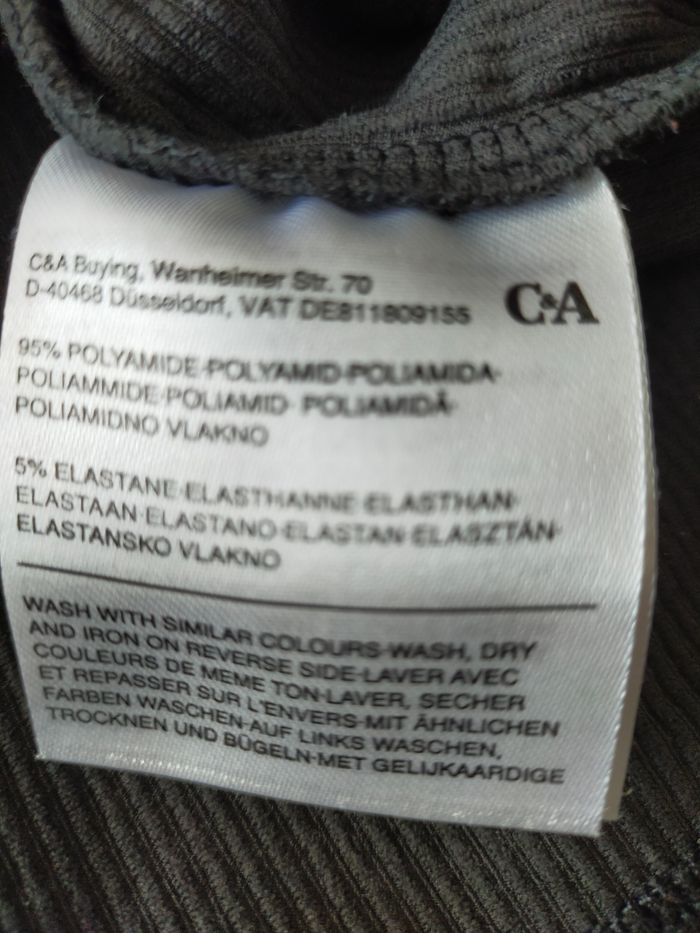 C&A Buying, Wanheimer Str. 70
D-40468 Düsseldorf, VAT DE811809155
C&A
95% POLYAMIDE·POLYAMID·POLIAMIDA·
POLIAMMIDE·POLIAMID· POLIAMIDĂ·
POLIAMIDNO VLAKNO
5% ELASTANE·ELASTHANNE·ELASTHAN·
ELASTAAN·ELASTANO·ELASTAN·ELASZTÁN·
ELASTANSKO VLAKNO
WASH WITH SIMILAR COLOURS·WASH, DRY
AND IRON ON REVERSE SIDE·LAVER AVEC
COULEURS DE MEME TON·LAVER, SECHER
ET REPASSER SUR L'ENVERS·MIT ÄHNLICHEN
FARBEN WASCHEN·AUF LINKS WASCHEN,
TROCKNEN UND BÜGELN·MET GELIJKAARDIGE